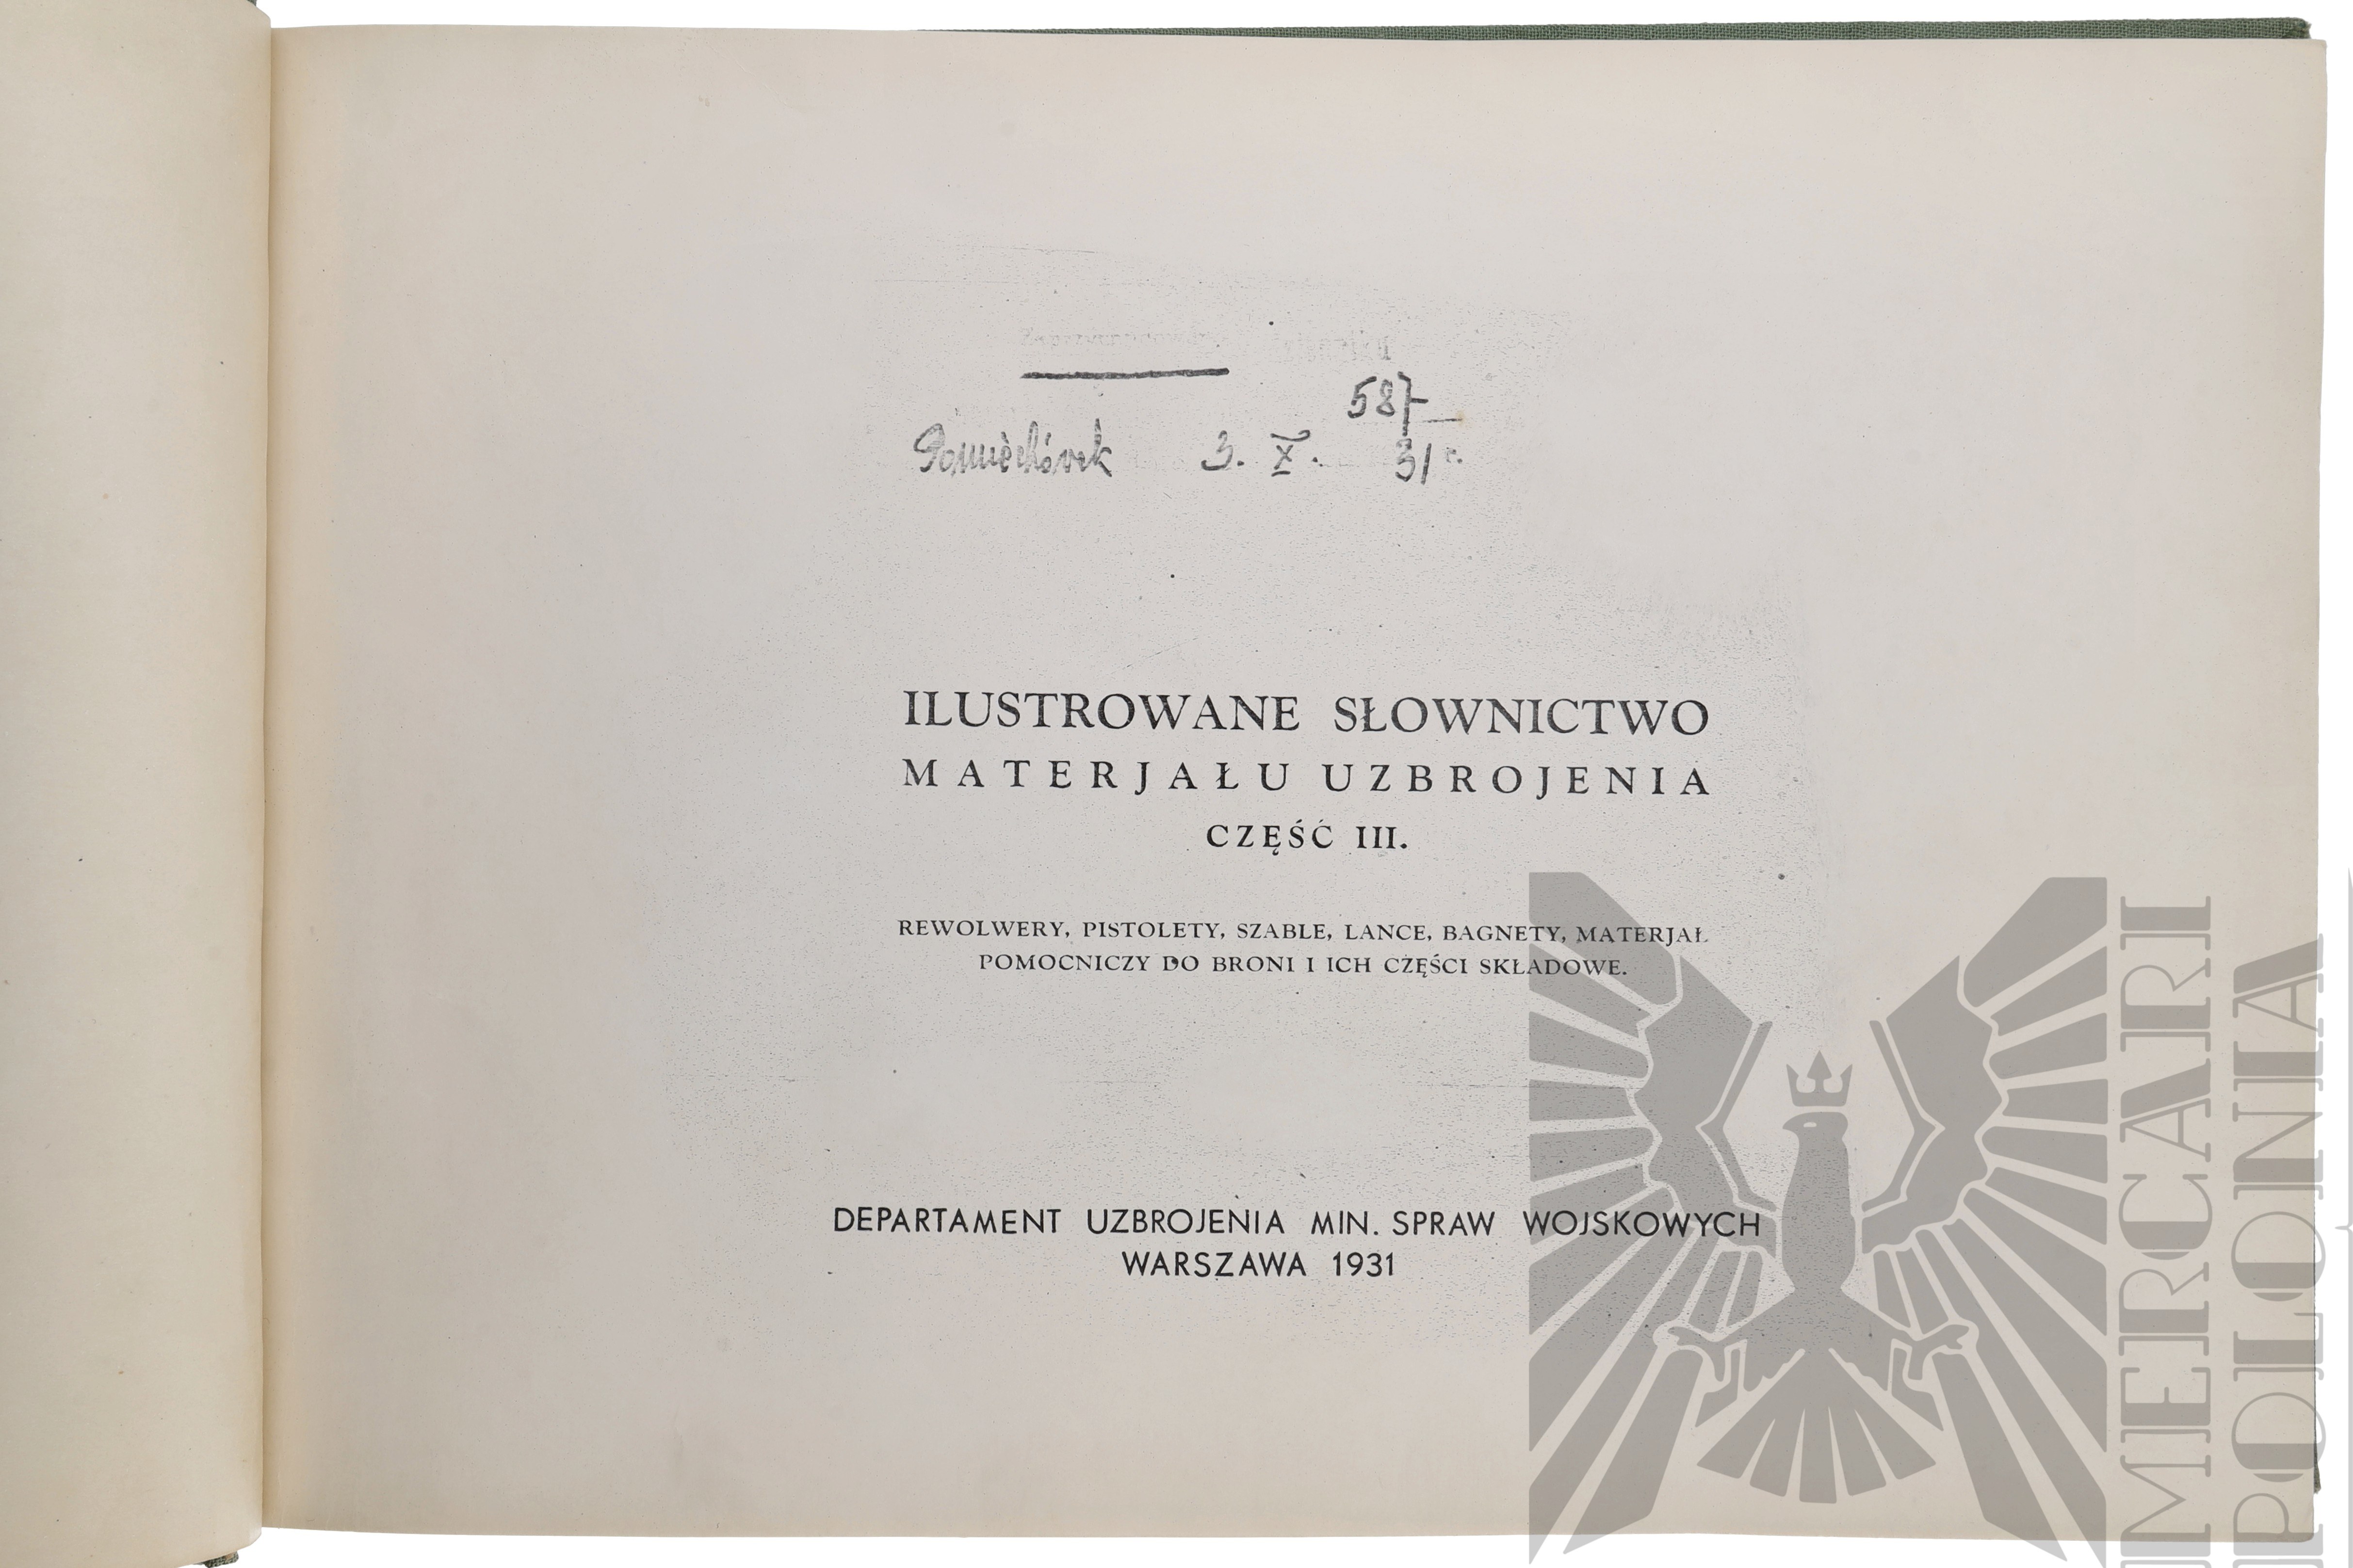 587
Pomiechówek 3. X. 31 r.
ILUSTROWANE SŁOWNICTWO
MATERJAŁU UZBROJENIA
CZĘŚĆ III.
REWOLWERY, PISTOLETY, SZABLE, LANCE, BAGNETY, MATERJAŁ
POMOCNICZY DO BRONI I ICH CZĘŚCI SKŁADOWE.
DEPARTAMENT UZBROJENIA MIN. SPRAW WOJSKOWYCH
WARSZAWA 1931
MERCARI
POLONIA